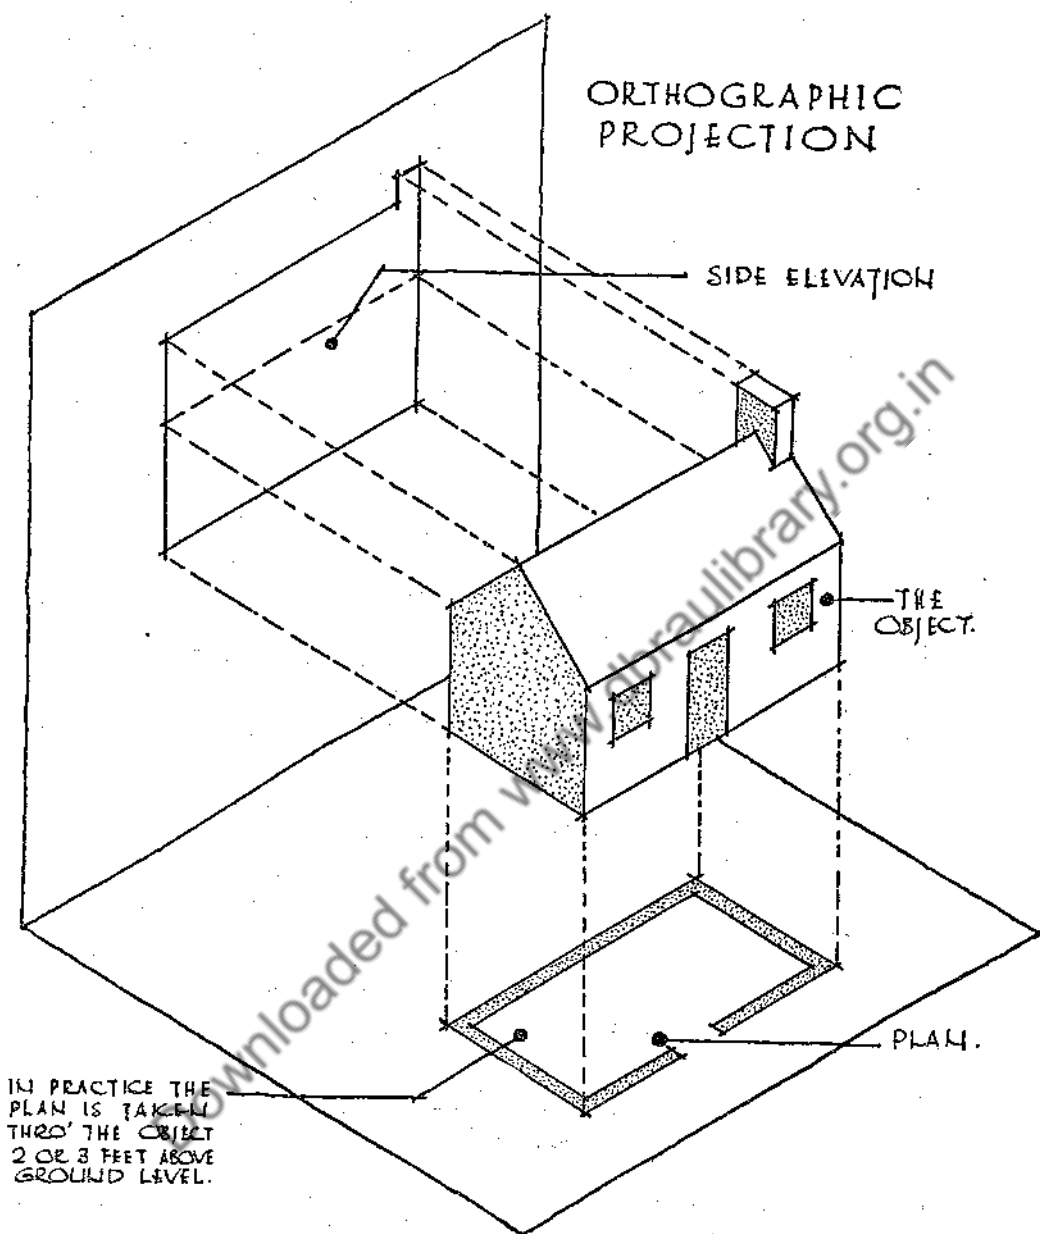 ORTHOGRAPHIC
PROJECTION
SIDE ELEVATION
THE
OBJECT.
PLAN.
IN PRACTICE THE
PLAN IS TAKEN
THRO' THE OBJECT
2 OR 3 FEET ABOVE
GROUND LEVEL.
Downloaded from www.dbraulibrary.org.in